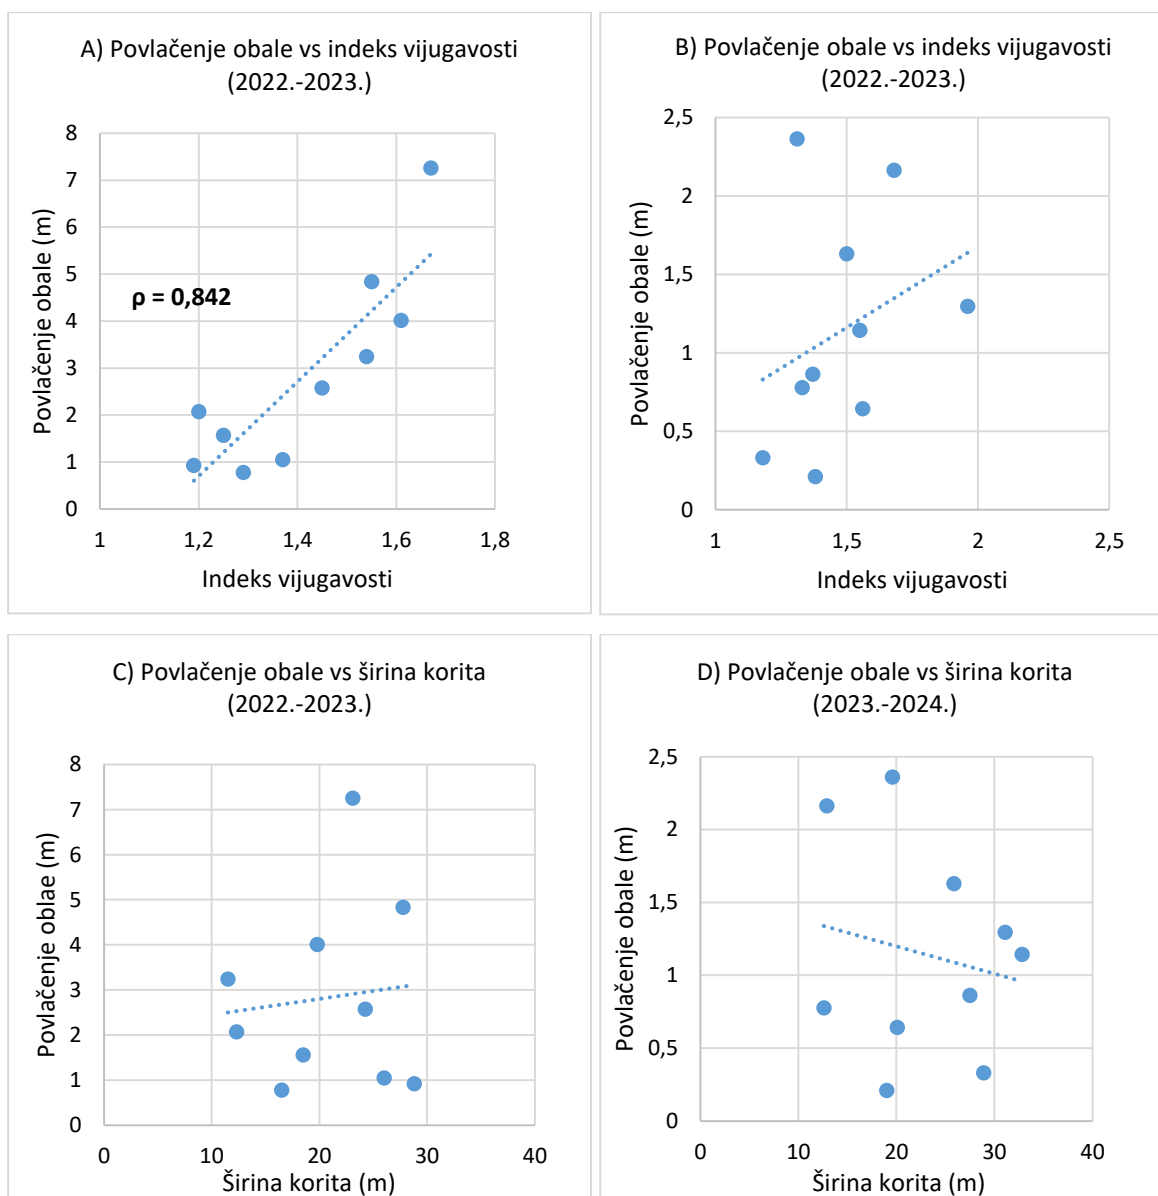 A) Povlačenje obale vs indeks vijugavosti
(2022.-2023.)
8
7
6
5
4
3
2
1
0
ρ = 0,842
Povlačenje obale (m)
1 1,2 1,4 1,6 1,8
Indeks vijugavosti
B) Povlačenje obale vs indeks vijugavosti
(2022.-2023.)
2,5
2
1,5
1
0,5
0
Povlačenje obale (m)
1 1,5 2 2,5
Indeks vijugavosti
C) Povlačenje obale vs širina korita
(2022.-2023.)
8
7
6
5
4
3
2
1
0
Povlačenje oblae (m)
0 10 20 30 40
Širina korita (m)
D) Povlačenje obale vs širina korita
(2023.-2024.)
2,5
2
1,5
1
0,5
0
Povlačenje obale (m)
0 10 20 30 40
Širina korita (m)